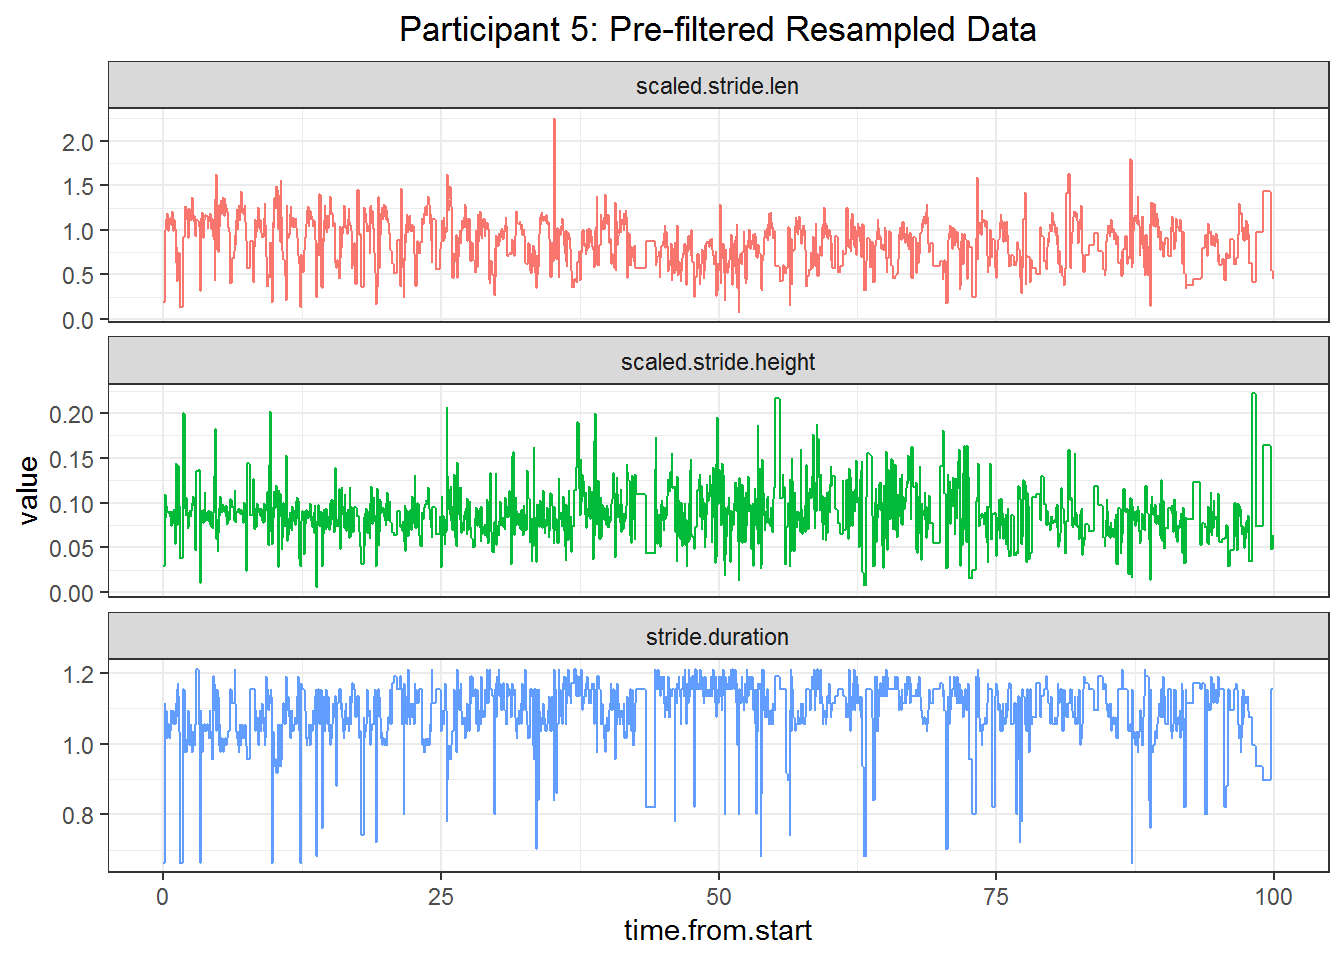 Participant 5: Pre-filtered Resampled Data
scaled.stride.len
2.0
1.5
1.0
0.5
0.0
scaled.stride.height
0.20
0.15
0.10
0.05
0.00
value
stride.duration
1.2
1.0
0.8
0 25 50 75 100
time.from.start